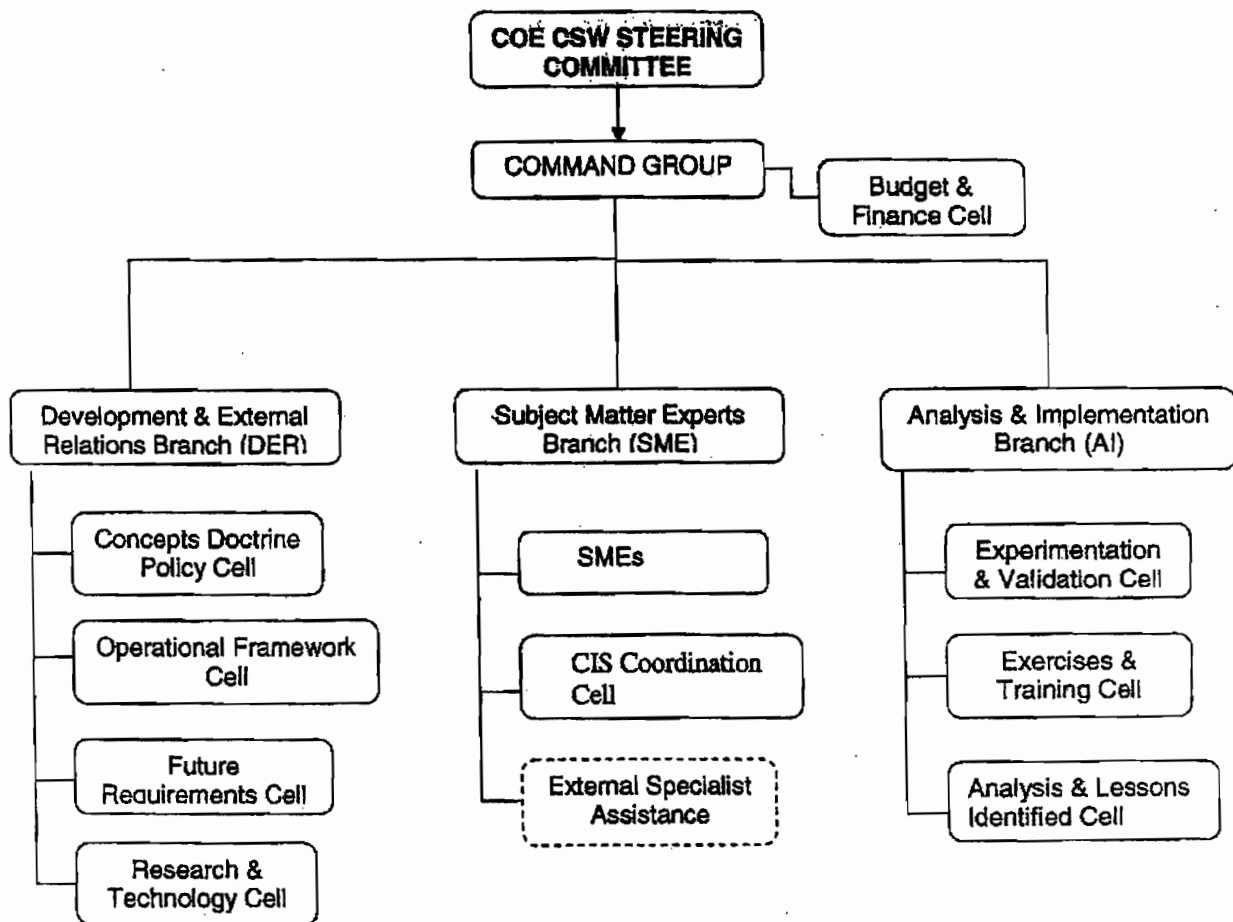 COE CSW STEERING
COMMITTEE
COMMAND GROUP
Budget &
Finance Cell
Development & External
Relations Branch (DER)
Concepts Doctrine
Policy Cell
Operational Framework
Cell
Future
Requirements Cell
Research &
Technology Cell
Subject Matter Experts
Branch (SME)
SMEs
CIS Coordination
Cell
External Specialist
Assistance
Analysis & Implementation
Branch (AI)
Experimentation
& Validation Cell
Exercises &
Training Cell
Analysis & Lessons
Identified Cell